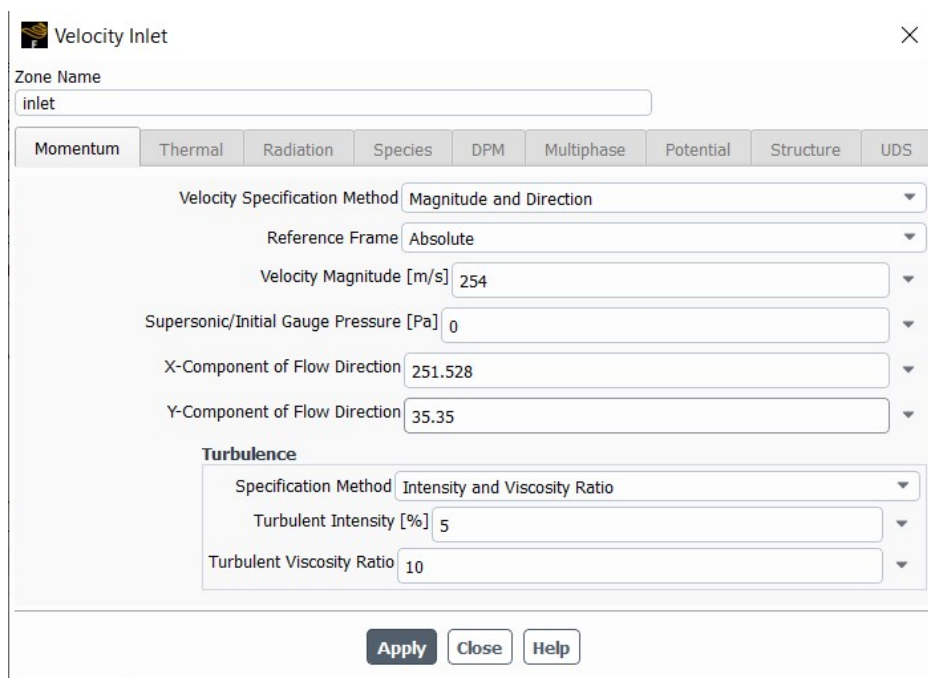 Velocity Inlet
Zone Name
inlet
Momentum Thermal Radiation Species DPM Multiphase Potential Structure UDS
Velocity Specification Method Magnitude and Direction
Reference Frame Absolute
Velocity Magnitude [m/s] 254
Supersonic/Initial Gauge Pressure [Pa] 0
X-Component of Flow Direction 251.528
Y-Component of Flow Direction 35.35
Turbulence
Specification Method Intensity and Viscosity Ratio
Turbulent Intensity [%] 5
Turbulent Viscosity Ratio 10
Apply Close Help